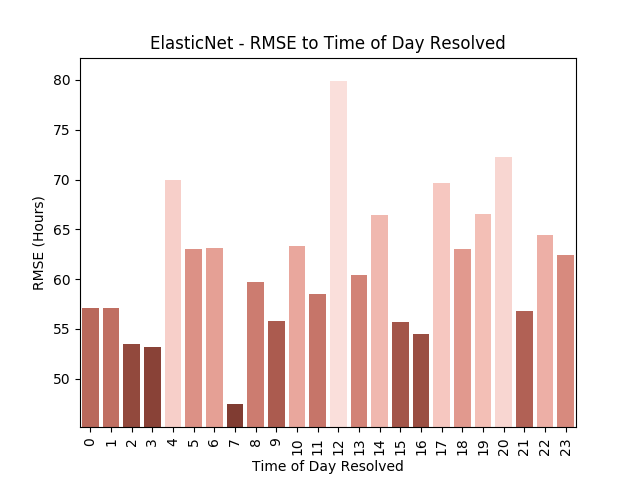 ElasticNet - RMSE to Time of Day Resolved
80
75
70
65
60
55
50
RMSE (Hours)
0 1 2 3 4 5 6 7 8 9 10 11 12 13 14 15 16 17 18 19 20 21 22 23
Time of Day Resolved